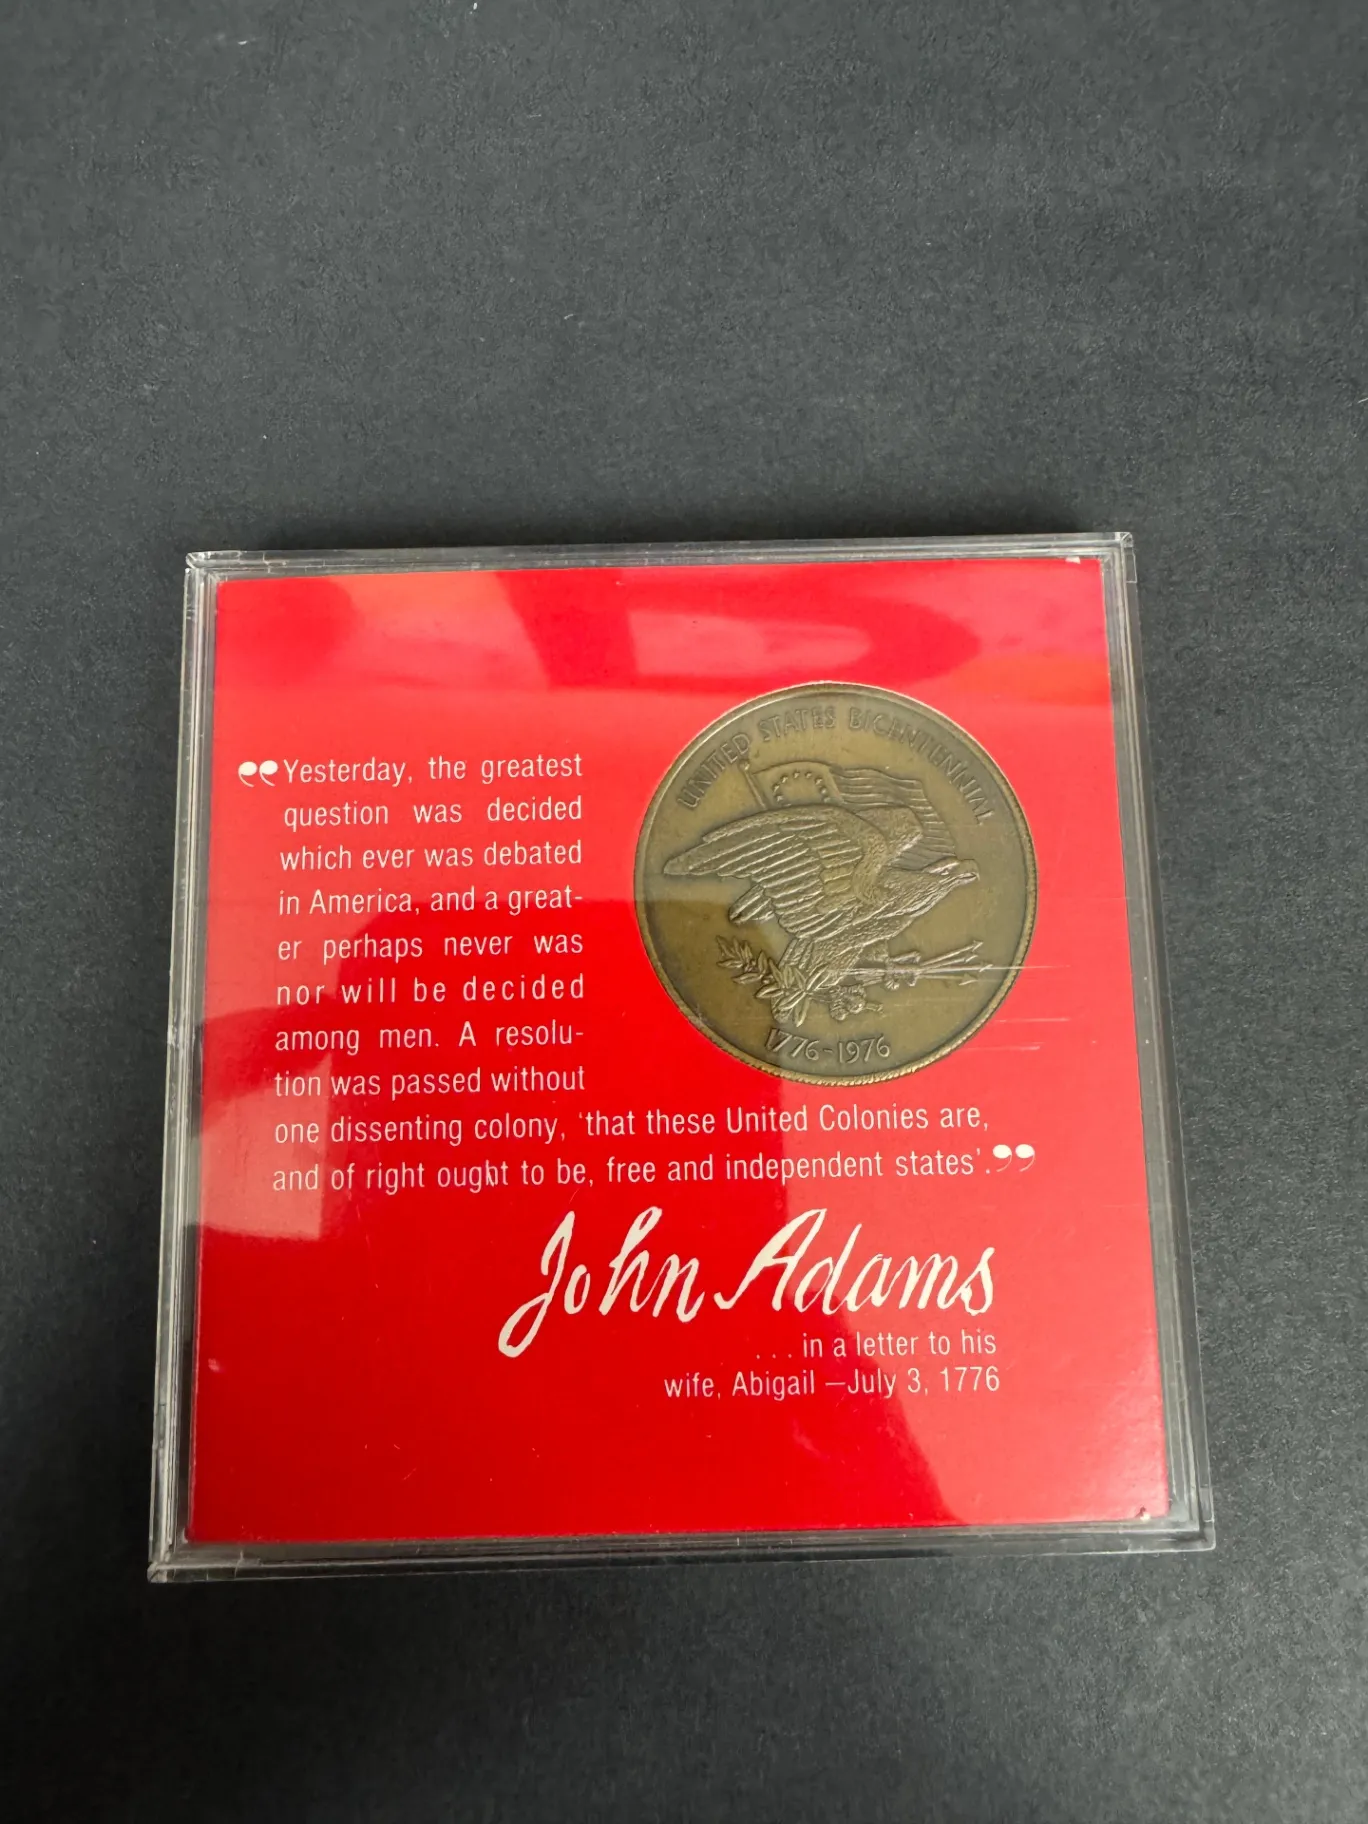 UNITED STATES BICENTENNIAL
1776-1976
“Yesterday, the greatest
question was decided
which ever was debated
in America, and a great-
er perhaps never was
nor will be decided
among men. A resolu-
tion was passed without
one dissenting colony, ‘that these United Colonies are,
and of right ought to be, free and independent states’.”
John Adams
. . . in a letter to his
wife, Abigail —July 3, 1776